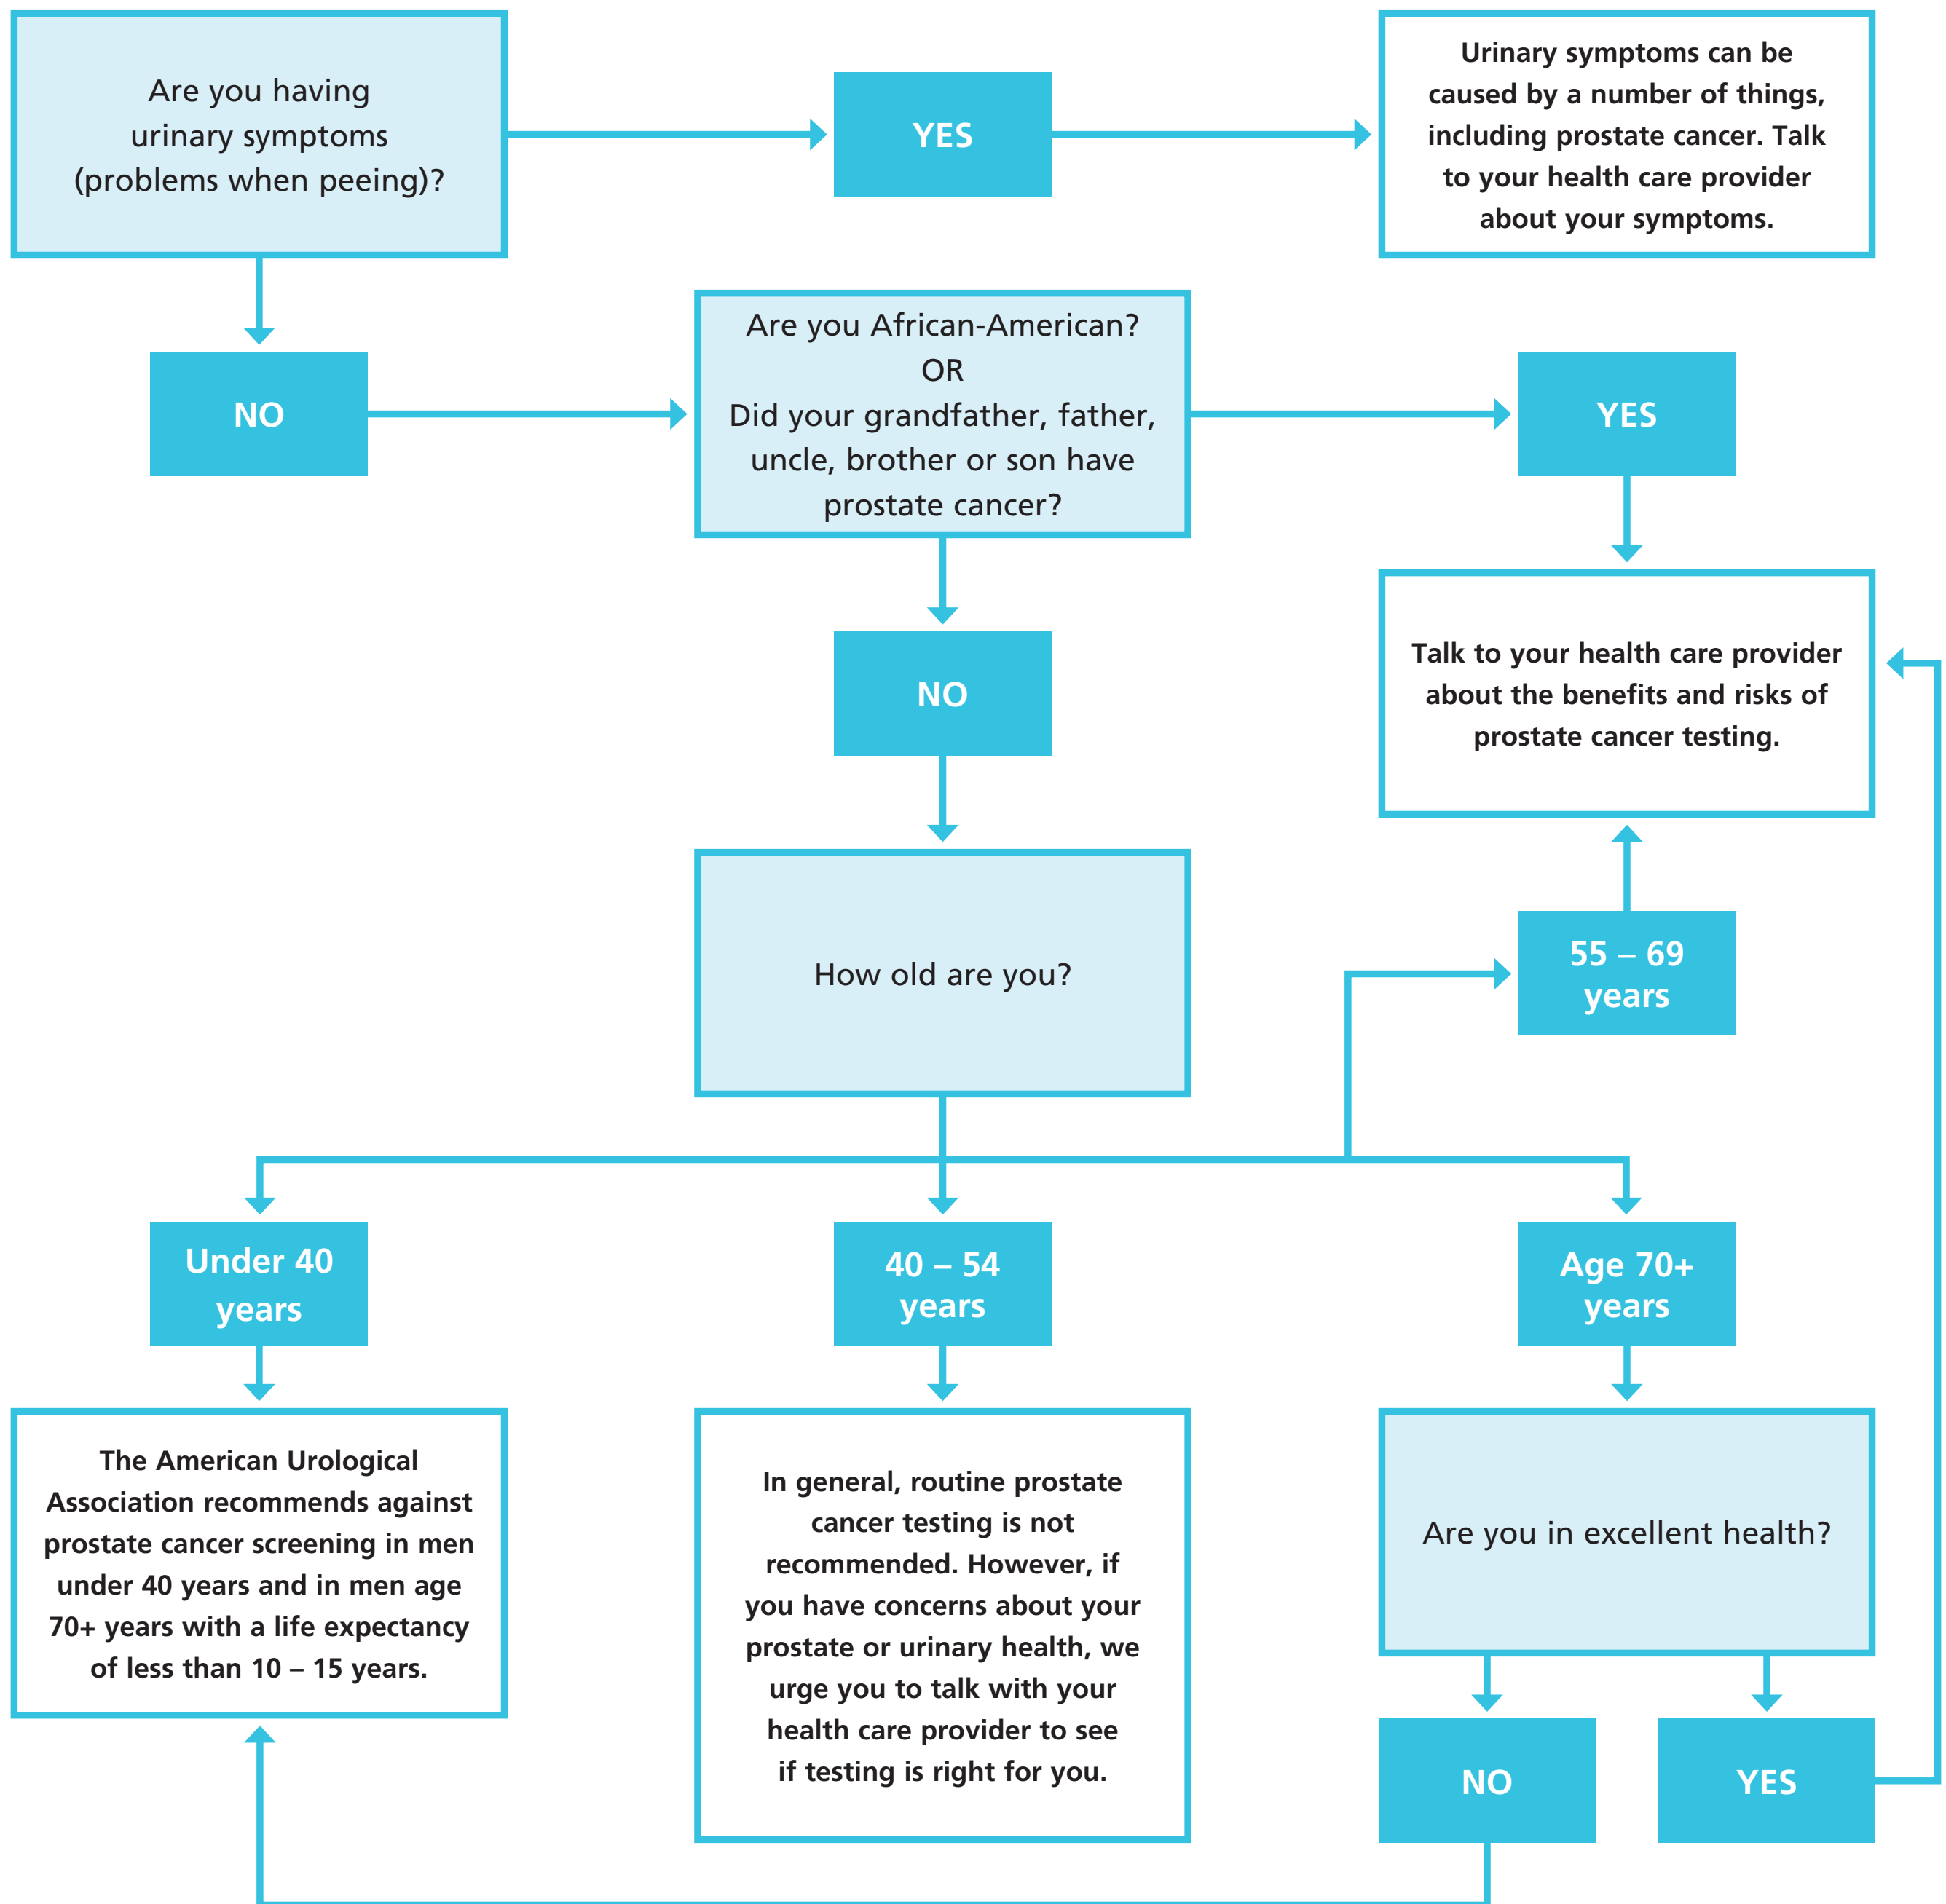 Are you having
urinary symptoms
(problems when peeing)?
YES
Urinary symptoms can be
caused by a number of things,
including prostate cancer. Talk
to your health care provider
about your symptoms.
NO
Are you African-American?
OR
Did your grandfather, father,
uncle, brother or son have
prostate cancer?
YES
NO
Talk to your health care provider
about the benefits and risks of
prostate cancer testing.
How old are you?
55 – 69
years
Under 40
years
40 – 54
years
Age 70+
years
The American Urological
Association recommends against
prostate cancer screening in men
under 40 years and in men age
70+ years with a life expectancy
of less than 10 – 15 years.
In general, routine prostate
cancer testing is not
recommended. However, if
you have concerns about your
prostate or urinary health, we
urge you to talk with your
health care provider to see
if testing is right for you.
Are you in excellent health?
NO
YES